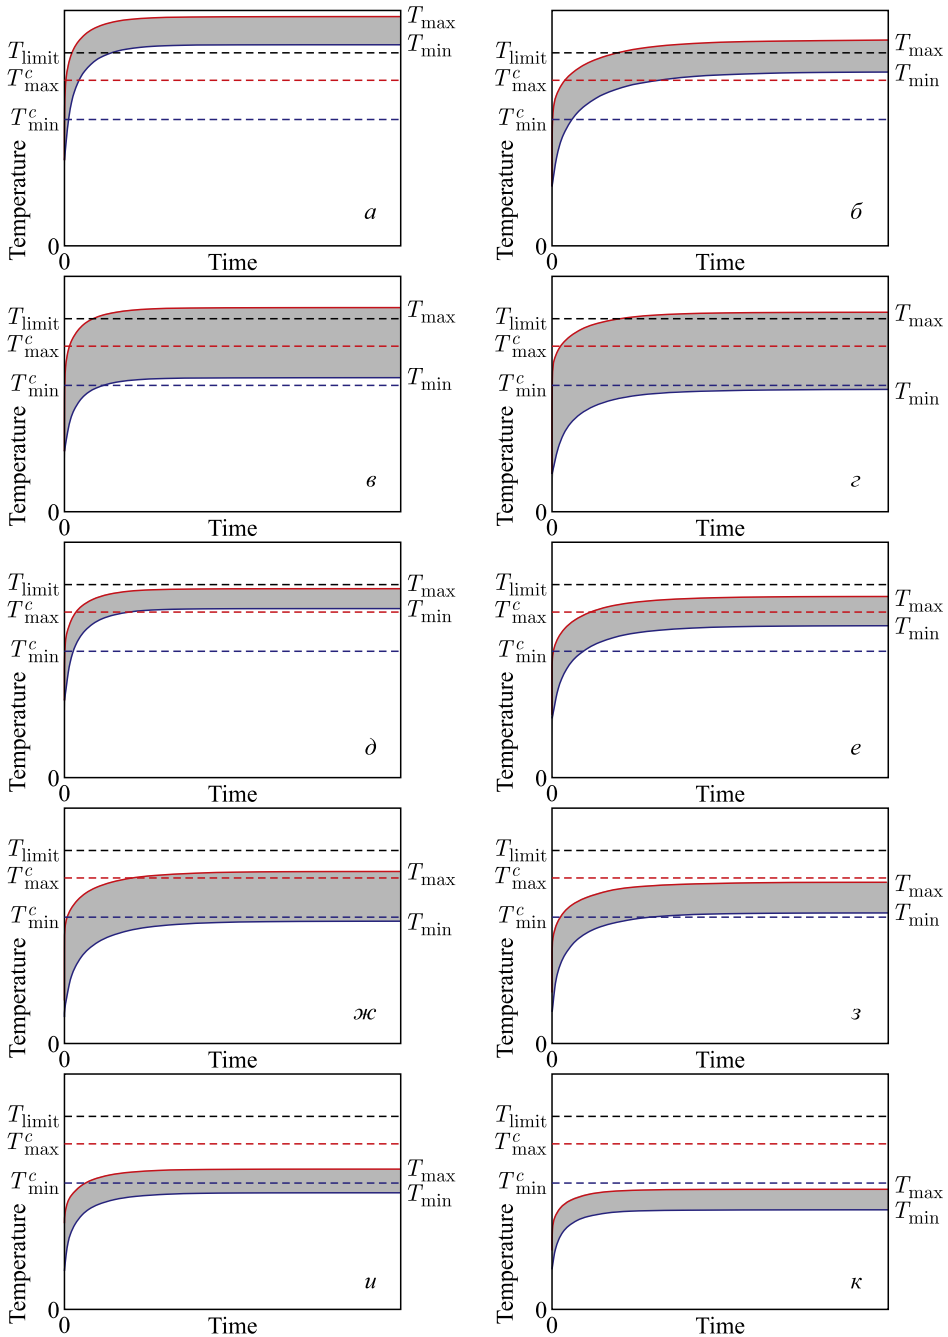 T_max
T_limit
T_min
T^c_max
T^c_min
Temperature
а
0
0
Time
T_max
T_limit
T_min
T^c_max
T^c_min
Temperature
б
0
0
Time
T_max
T_limit
T^c_max
T_min
T^c_min
Temperature
в
0
Time
T_max
T_limit
T^c_max
T^c_min
T_min
Temperature
г
0
Time
T_limit
T_max
T^c_max
T_min
T^c_min
Temperature
д
0
0
Time
T_limit
T_max
T^c_max
T_min
T^c_min
Temperature
е
0
0
Time
T_limit
T^c_max
T_max
T^c_min
T_min
Temperature
ж
0
0
Time
T_limit
T^c_max
T_max
T^c_min
T_min
Temperature
з
0
0
Time
T_limit
T^c_max
T_max
T^c_min
T_min
Temperature
и
0
0
Time
T_limit
T^c_max
T^c_min
T_max
T_min
Temperature
к
0
0
Time